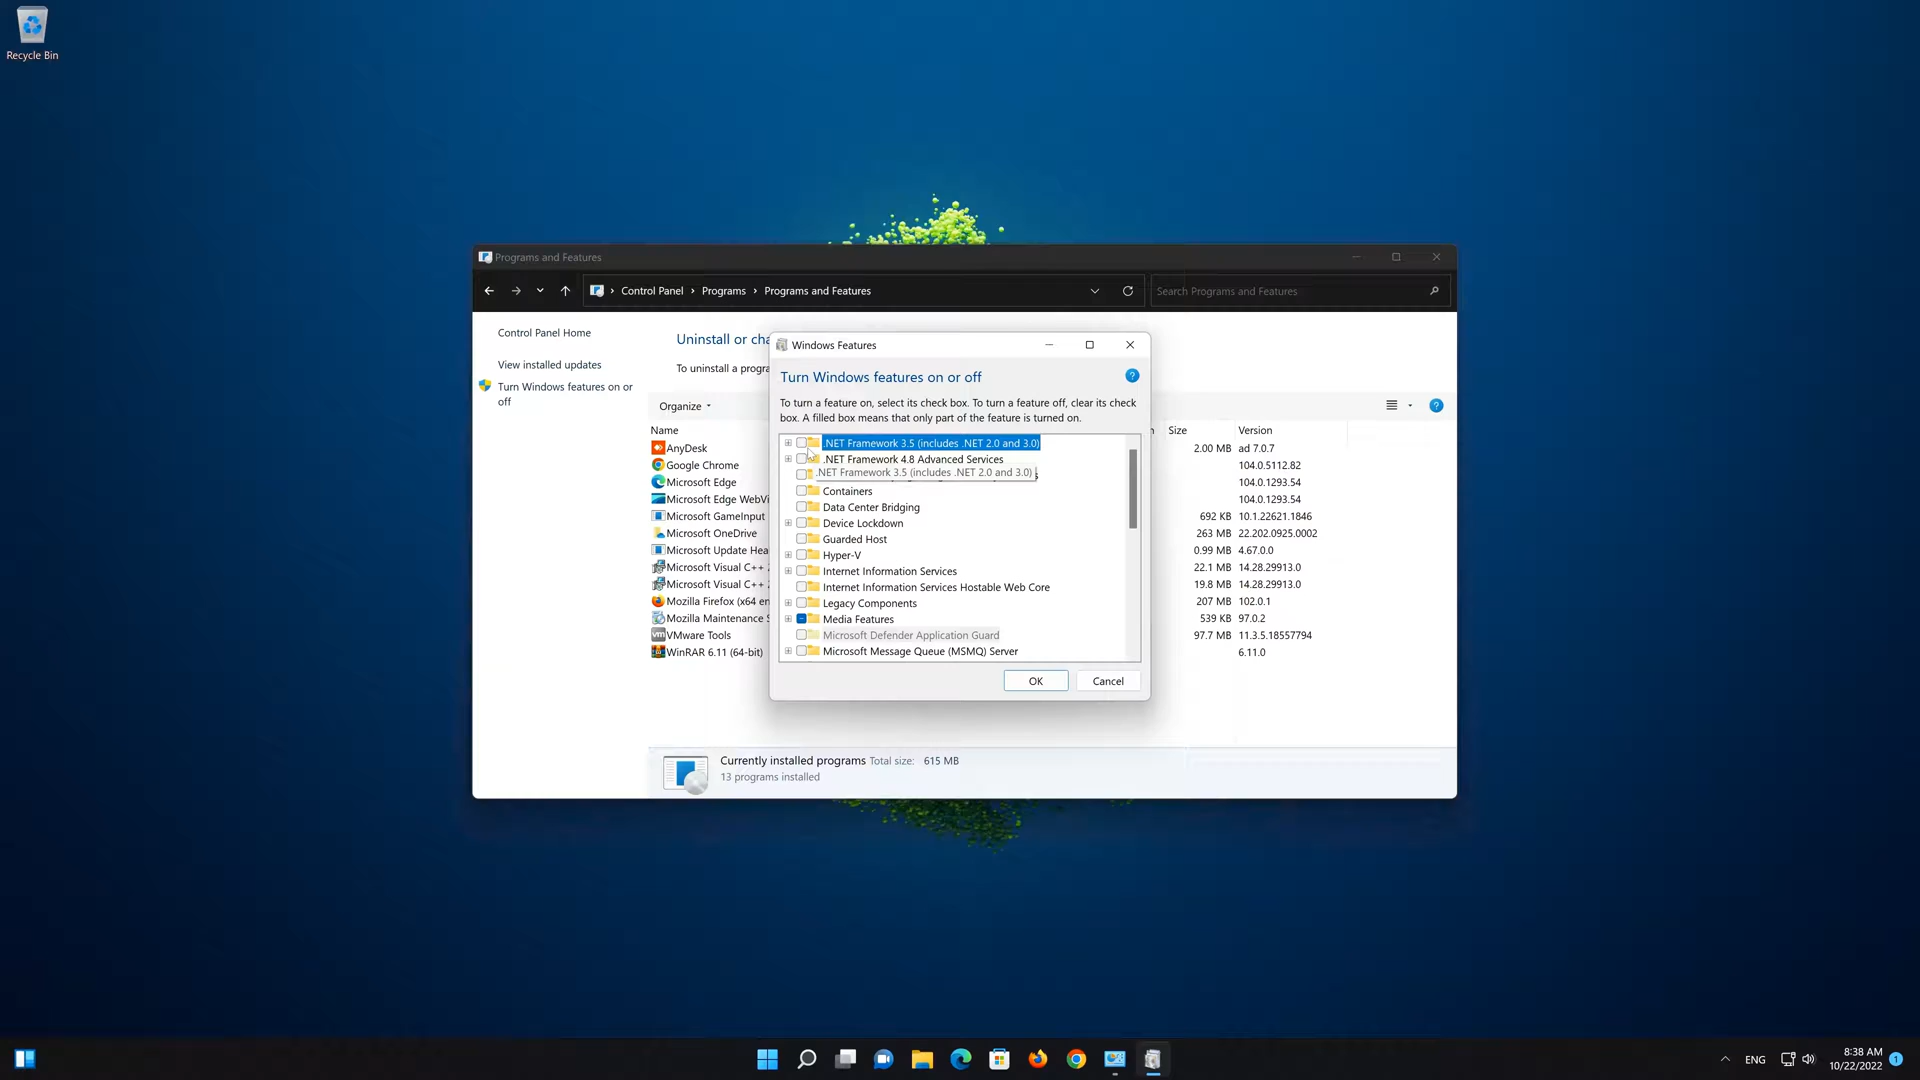 Recycle Bin
Programs and Features
Control Panel › Programs › Programs and Features
Search Programs and Features
Control Panel Home
View installed updates
Turn Windows features on or
off
Uninstall or cha
To uninstall a progra
Organize
Name
Size
Version
AnyDesk
2.00 MB ad 7.0.7
Google Chrome
104.0.5112.82
Microsoft Edge
104.0.1293.54
Microsoft Edge WebVi
104.0.1293.54
Microsoft GameInput
692 KB 10.1.22621.1846
Microsoft OneDrive
263 MB 22.202.0925.0002
Microsoft Update Hea
0.99 MB 4.67.0.0
Microsoft Visual C++ 2
22.1 MB 14.28.29913.0
Microsoft Visual C++ 2
19.8 MB 14.28.29913.0
Mozilla Firefox (x64 en
207 MB 102.0.1
Mozilla Maintenance S
539 KB 97.0.2
VMware Tools
97.7 MB 11.3.5.18557794
WinRAR 6.11 (64-bit)
6.11.0
Windows Features
Turn Windows features on or off
To turn a feature on, select its check box. To turn a feature off, clear its check
box. A filled box means that only part of the feature is turned on.
.NET Framework 3.5 (includes .NET 2.0 and 3.0)
.NET Framework 4.8 Advanced Services
.NET Framework 3.5 (includes .NET 2.0 and 3.0)
Containers
Data Center Bridging
Device Lockdown
Guarded Host
Hyper-V
Internet Information Services
Internet Information Services Hostable Web Core
Legacy Components
Media Features
Microsoft Defender Application Guard
Microsoft Message Queue (MSMQ) Server
OK
Cancel
Currently installed programs Total size: 615 MB
13 programs installed
ENG
8:38 AM
10/22/2022
1